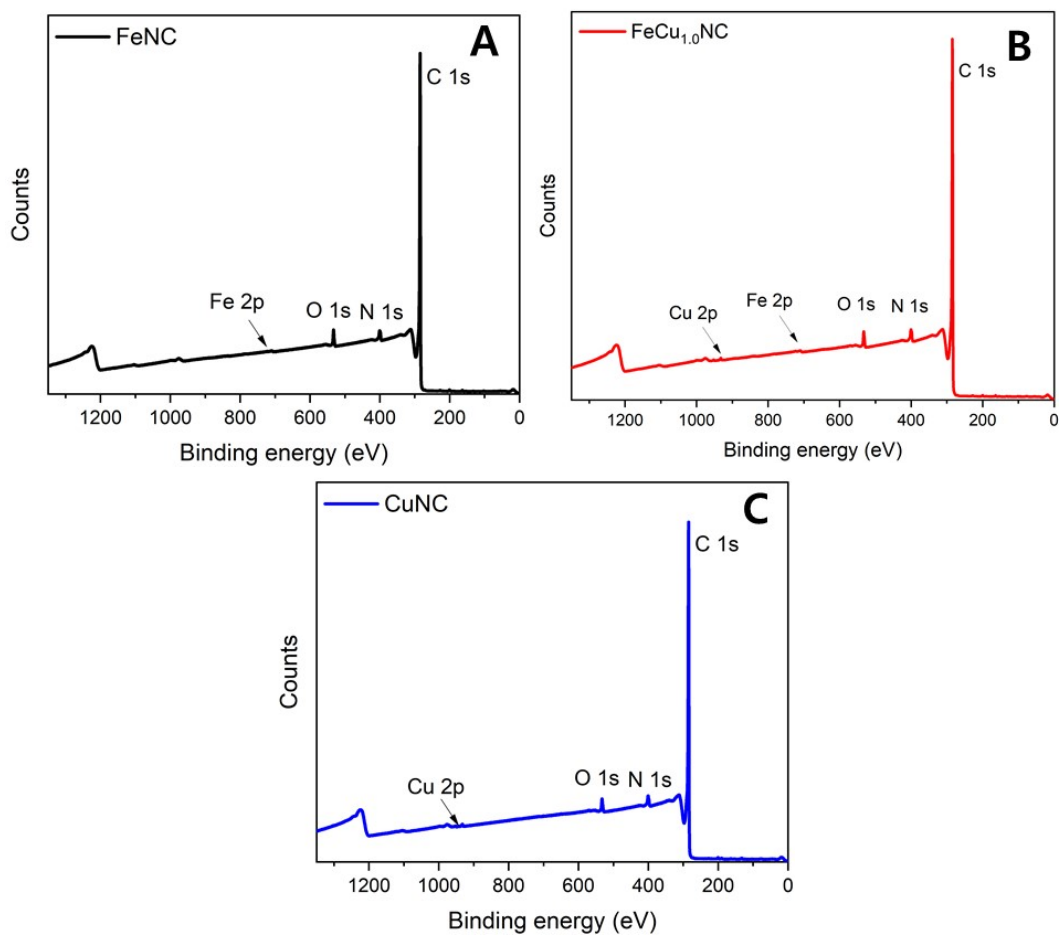 FeNC
A
C 1s
Counts
Fe 2p
O 1s
N 1s
1200
1000
800
600
400
200
0
Binding energy (eV)
FeCu₁.₀NC
B
C 1s
Counts
Cu 2p
Fe 2p
O 1s
N 1s
1200
1000
800
600
400
200
0
Binding energy (eV)
CuNC
C
C 1s
Counts
Cu 2p
O 1s
N 1s
1200
1000
800
600
400
200
0
Binding energy (eV)